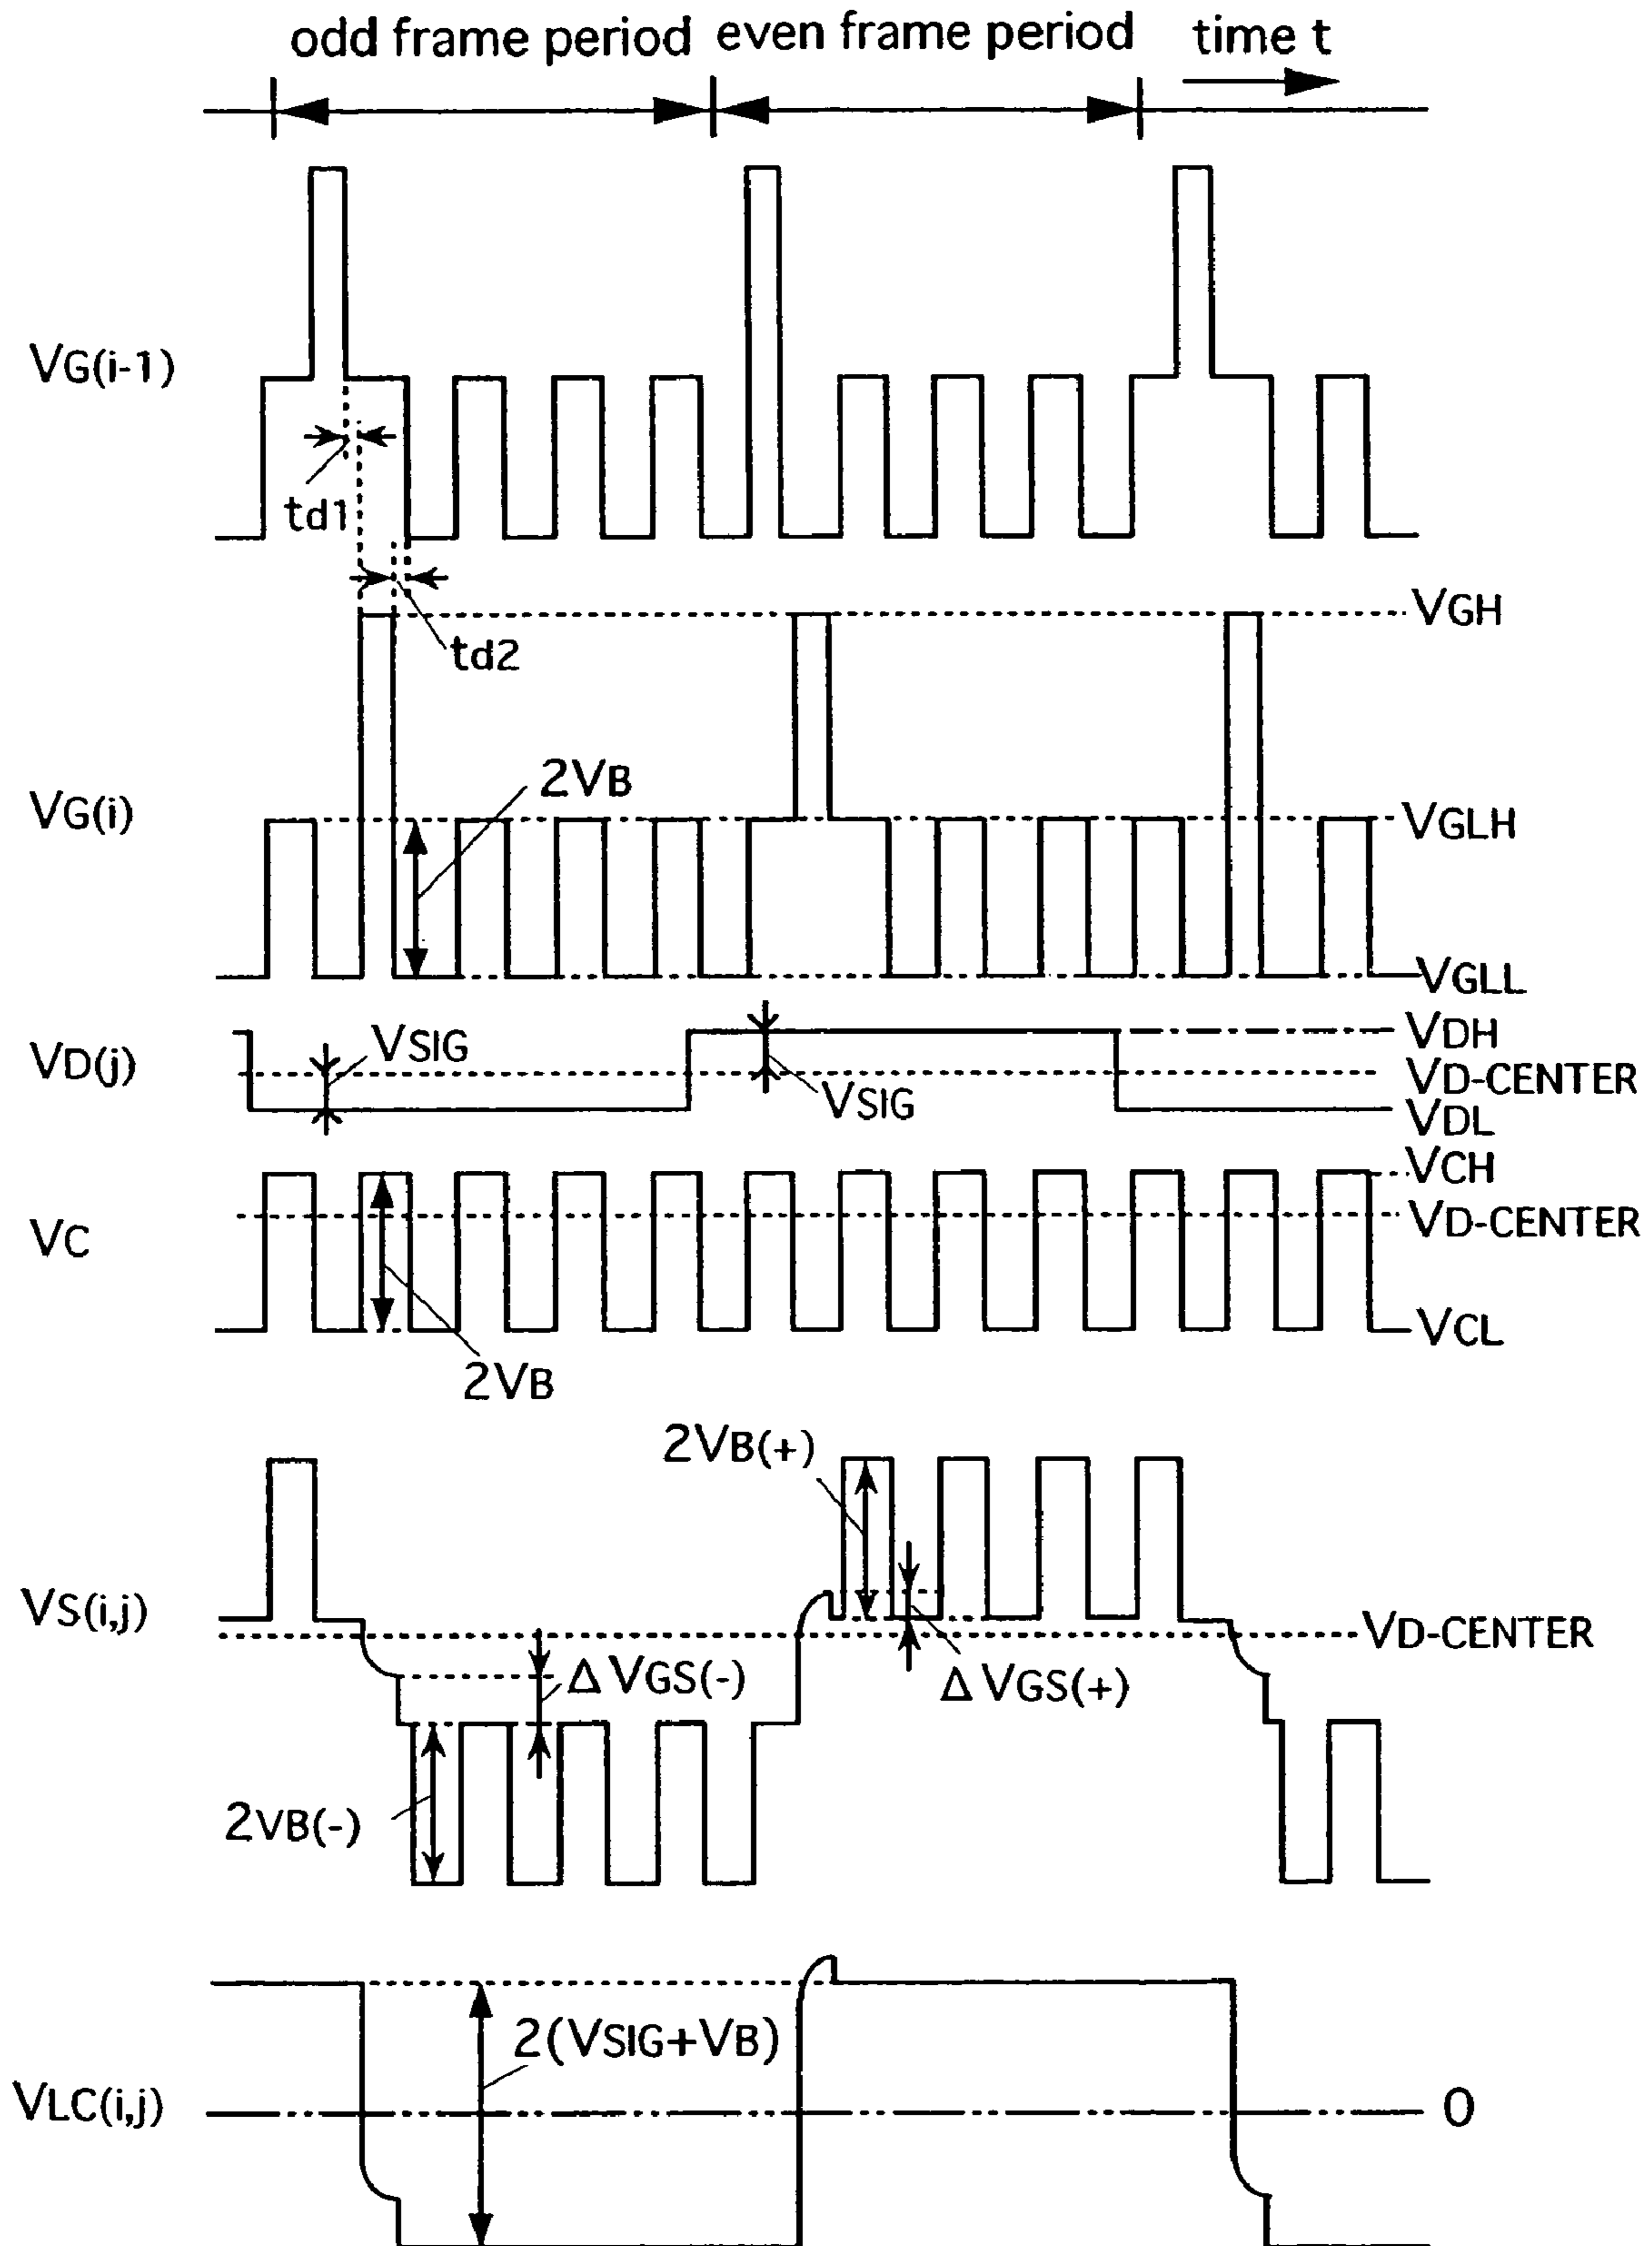 odd frame period even frame period time t
VG(i-1)
td1
VGH
td2
2VB
VG(i)
VGLH
VGLL
VSIG
VDH
VD(j)
VD-CENTER
VSIG
VDL
VCH
VD-CENTER
VC
VCL
2VB
2VB(+)
VS(i,j)
VD-CENTER
Δ VGS(-)
Δ VGS(+)
2VB(-)
2(VSIG+VB)
VLC(i,j)
0